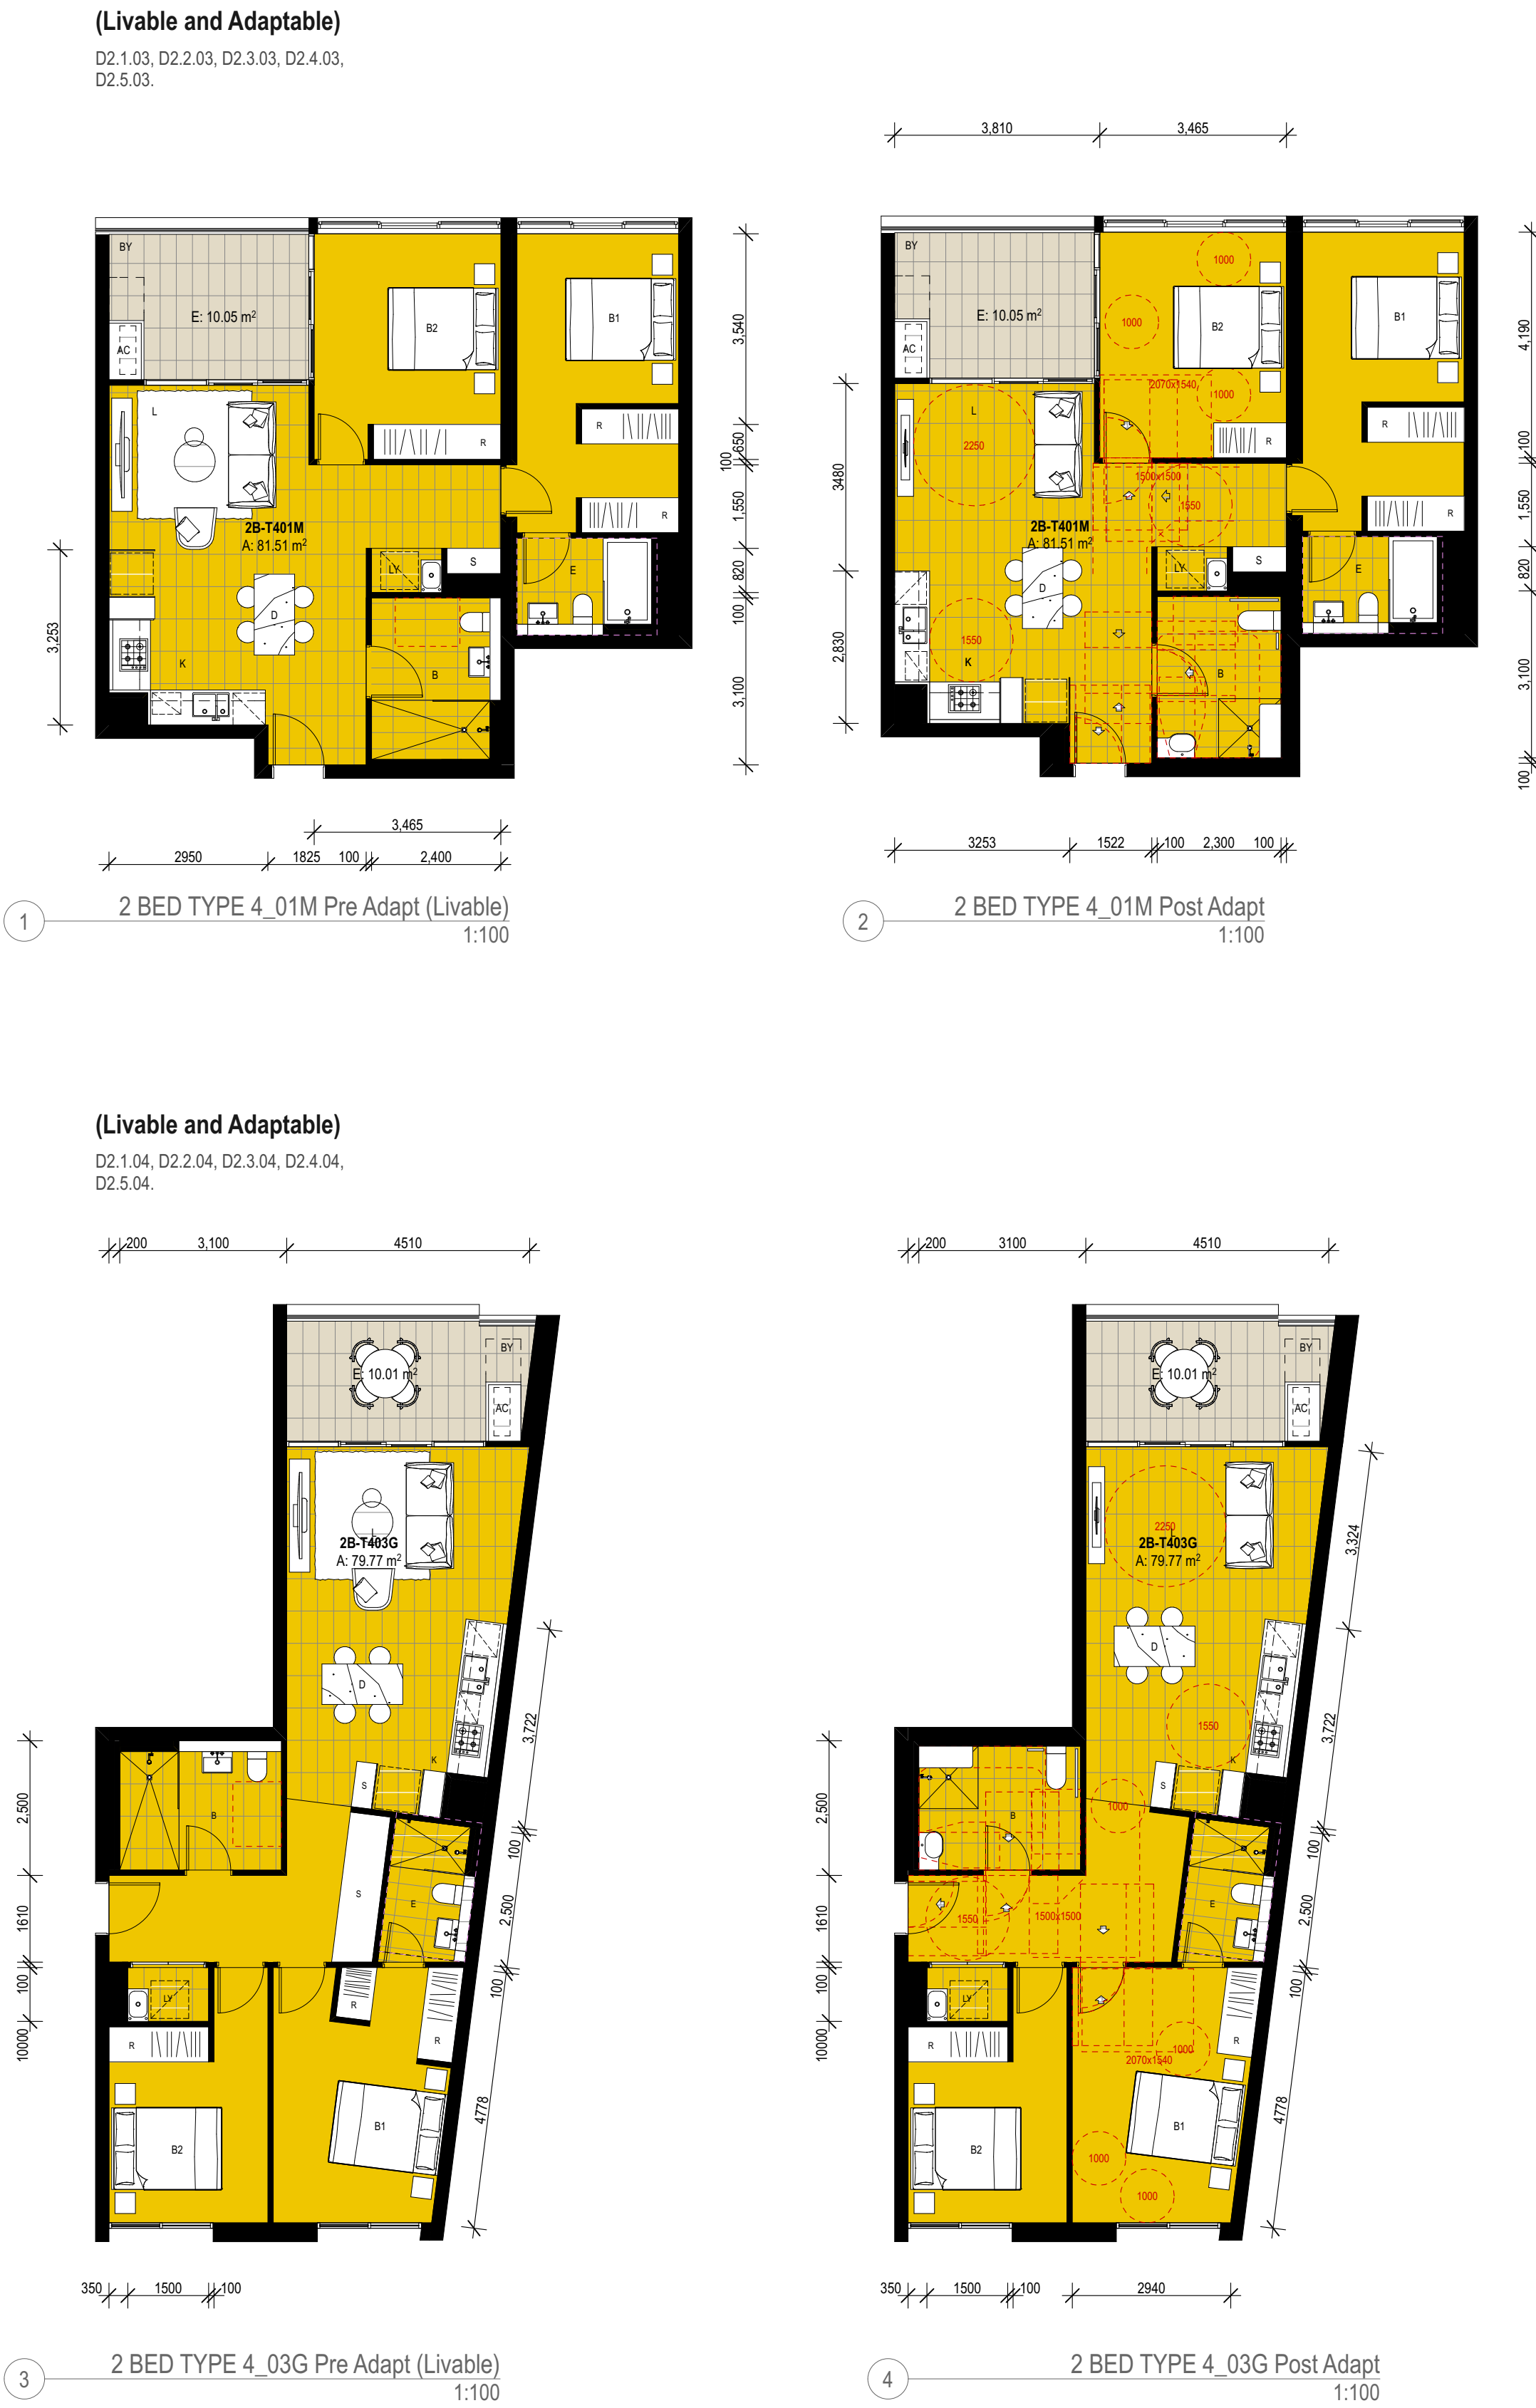 (Livable and Adaptable)
D2.1.03, D2.2.03, D2.3.03, D2.4.03,
D2.5.03.
3,810
3,465
BY
E: 10.05 m²
AC
B2
B1
L
R
R
R
2B-T401M
A: 81.51 m²
LY
S
E
D
K
B
3,540
650
100
1,550
820
100
3,100
3,253
3,465
2950
1825
100
2,400
1
2 BED TYPE 4_01M Pre Adapt (Livable)
1:100
BY
E: 10.05 m²
AC
1000
1000
B2
B1
2070x1540
1000
L
2250
R
R
R
1500x1500
1550
2B-T401M
A: 81.51 m²
LY
S
E
D
1550
K
B
3480
2,830
4,190
100
1,550
820
3,100
100
3253
1522
100
2,300
100
2
2 BED TYPE 4_01M Post Adapt
1:100
(Livable and Adaptable)
D2.1.04, D2.2.04, D2.3.04, D2.4.04,
D2.5.04.
200
3,100
4510
BY
E: 10.01 m²
AC
L
2B-T403G
A: 79.77 m²
D
K
S
B
S
E
LY
R
R
R
B2
B1
3,722
100
2,500
100
4778
2,500
1610
100
10000
350
1500
100
3
2 BED TYPE 4_03G Pre Adapt (Livable)
1:100
200
3100
4510
BY
E: 10.01 m²
AC
2250
L
2B-T403G
A: 79.77 m²
D
1550
K
S
1000
B
E
1550
1500x1500
LY
R
R
1000
2070x1540
B2
B1
1000
1000
3,324
3,722
100
2,500
100
4778
2,500
1610
100
10000
350
1500
100
2940
4
2 BED TYPE 4_03G Post Adapt
1:100